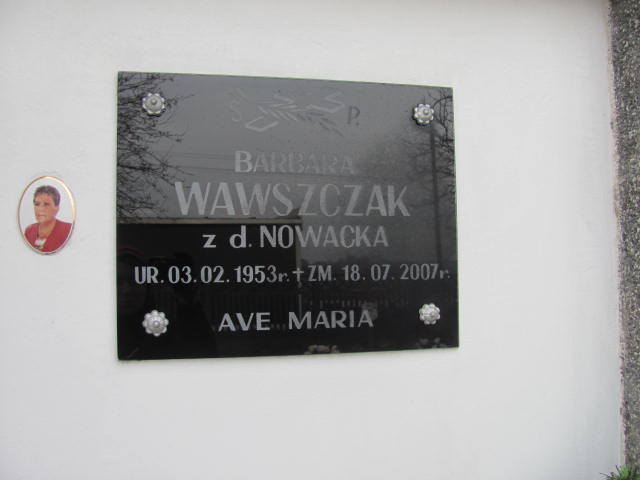 Ś P.
BARBARA
WAWSZCZAK
z d. NOWACKA
UR. 03.02.1953r. + ZM. 18.07.2007r.
AVE MARIA